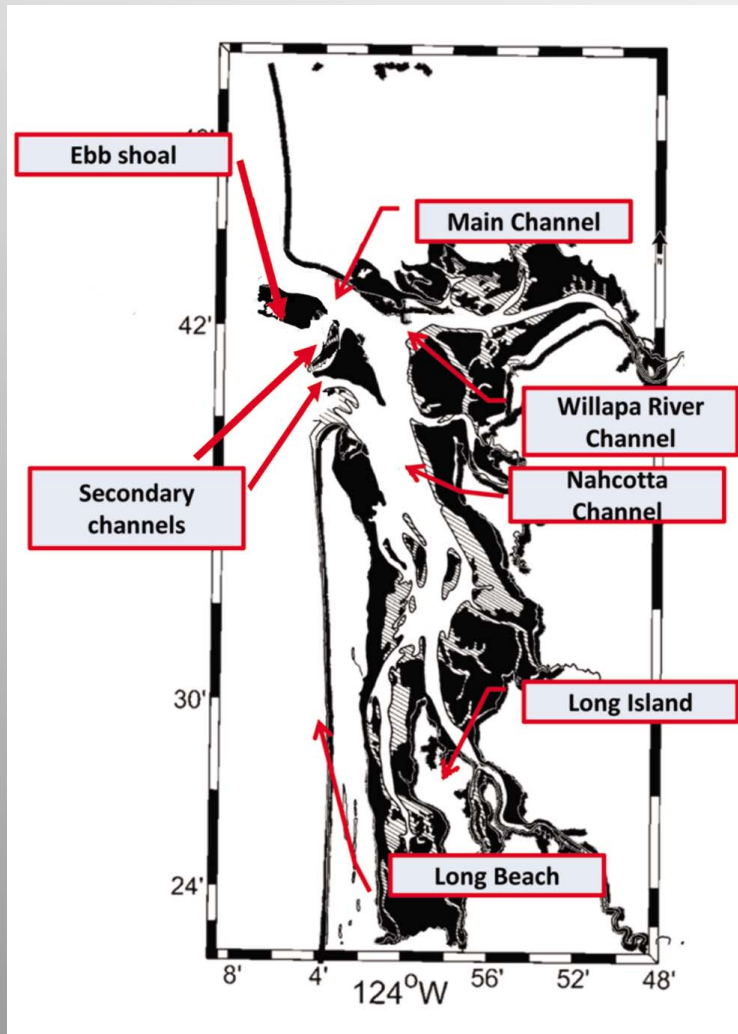 Ebb shoal
Main Channel
42'
Willapa River
Channel
Nahcotta
Channel
Secondary
channels
30'
Long Island
Long Beach
24'
8' 4' 56' 52' 48'
124°W